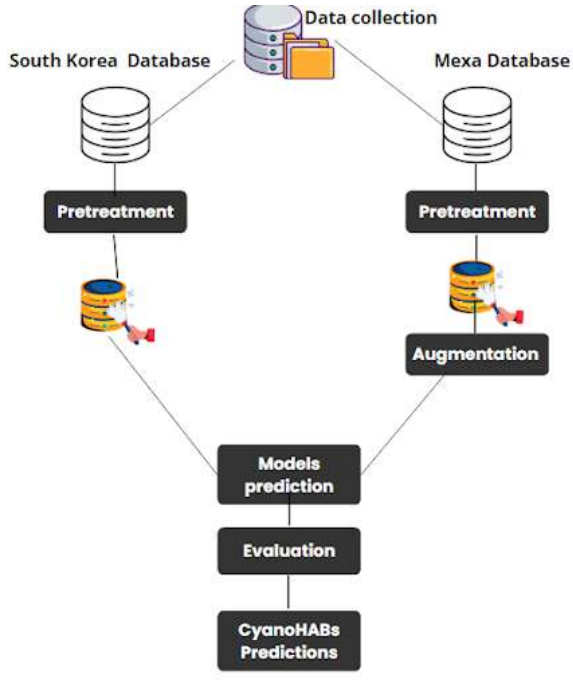 Data collection
South Korea Database
Mexa Database
Pretreatment
Pretreatment
Augmentation
Models
prediction
Evaluation
CyanoHABs
Predictions